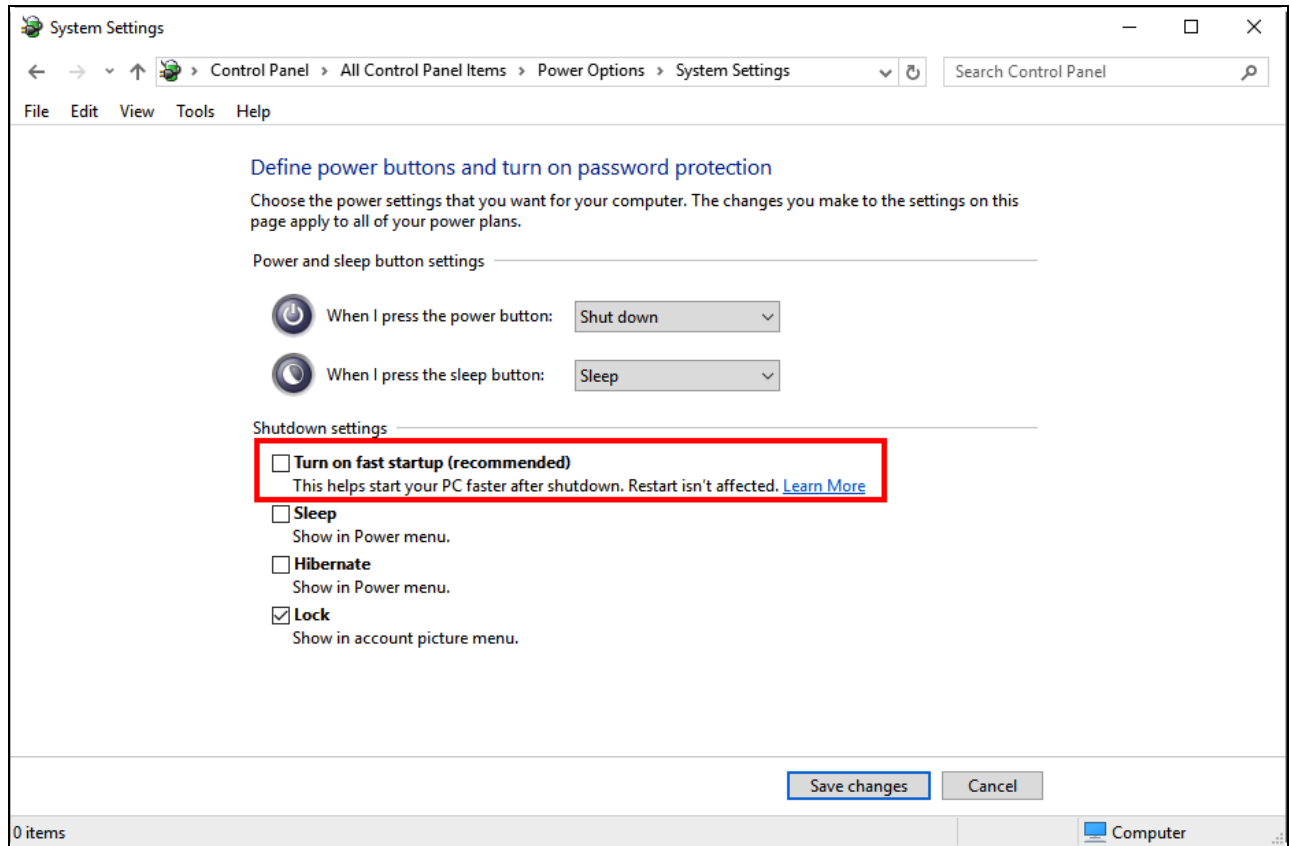 System Settings
Control Panel > All Control Panel Items > Power Options > System Settings
Search Control Panel
File Edit View Tools Help
Define power buttons and turn on password protection
Choose the power settings that you want for your computer. The changes you make to the settings on this
page apply to all of your power plans.
Power and sleep button settings
When I press the power button: Shut down
When I press the sleep button: Sleep
Shutdown settings
Turn on fast startup (recommended)
This helps start your PC faster after shutdown. Restart isn't affected. Learn More
Sleep
Show in Power menu.
Hibernate
Show in Power menu.
Lock
Show in account picture menu.
Save changes Cancel
0 items Computer